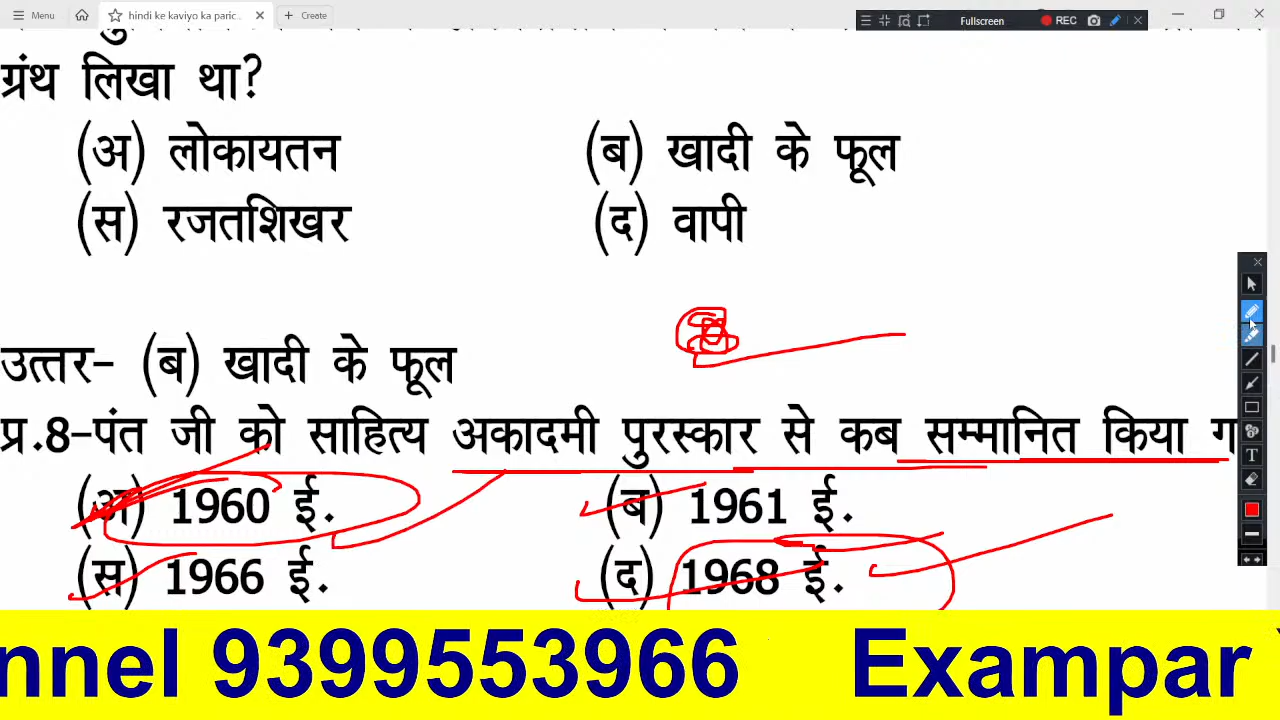 Menu
hindi ke kaviyo ka paric...
Create
Fullscreen
REC
ग्रंथ लिखा था?
(अ) लोकायतन (ब) खादी के फूल
(स) रजतशिखर (द) वापी
उत्तर- (ब) खादी के फूल
प्र.8-पंत जी को साहित्य अकादमी पुरस्कार से कब सम्मानित किया ग
(अ) 1960 ई. (ब) 1961 ई.
(स) 1966 ई. (द) 1968 ई.
nnel 9399553966 Exampar